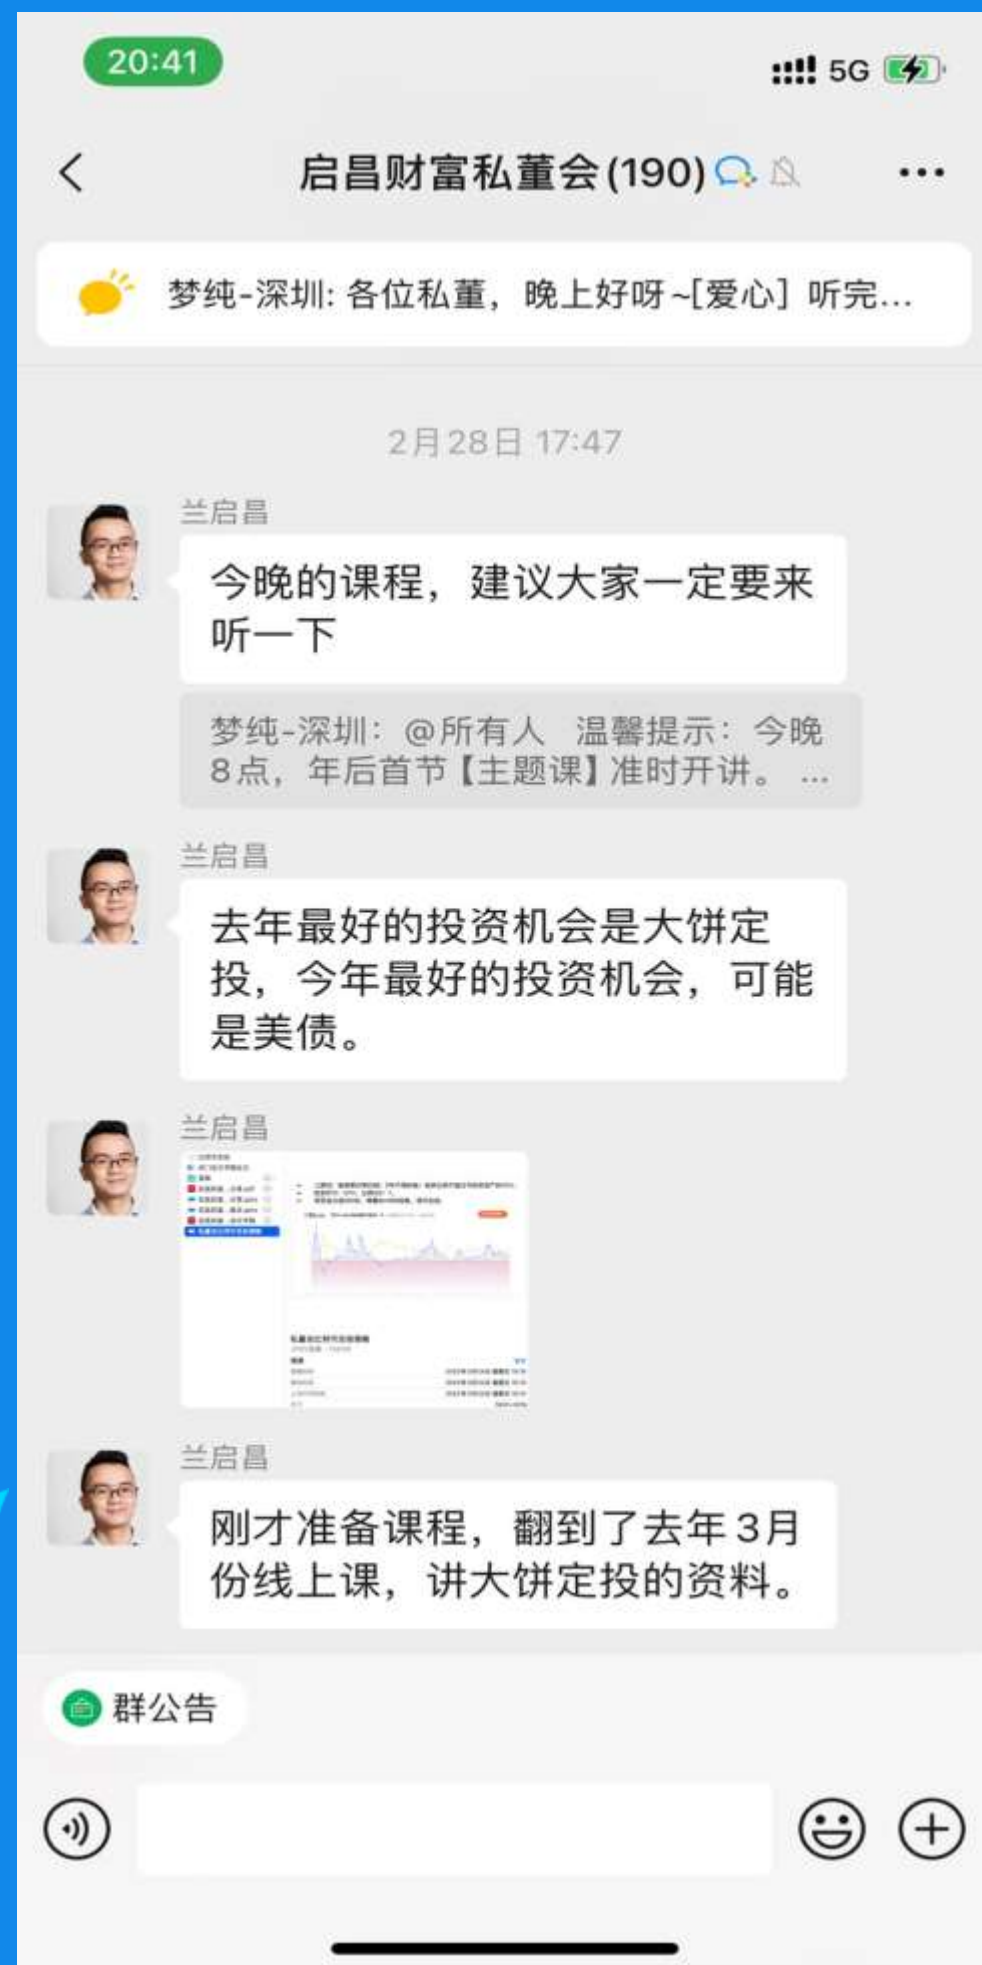 20:41
5G
启昌财富私董会(190)
梦纯-深圳: 各位私董，晚上好呀~[爱心] 听完...
2月28日 17:47
兰启昌
今晚的课程，建议大家一定要来
听一下
梦纯-深圳：@所有人 温馨提示：今晚
8点，年后首节【主题课】准时开讲。 ...
兰启昌
去年最好的投资机会是大饼定
投，今年最好的投资机会，可能
是美债。
兰启昌
兰启昌
刚才准备课程，翻到了去年3月
份线上课，讲大饼定投的资料。
群公告